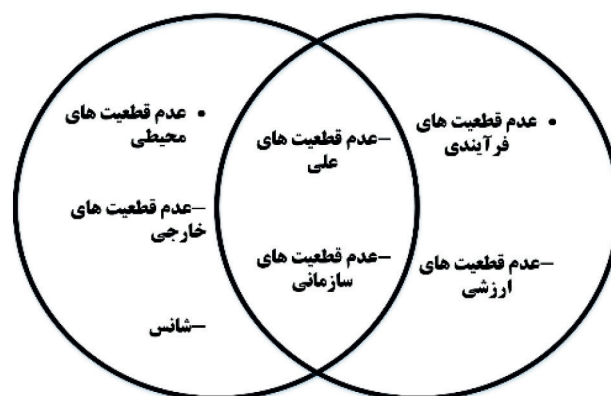 • عدم قطعیت های
فرآیندی
–عدم قطعیت های
ارزشی
–عدم قطعیت های
علی
–عدم قطعیت های
سازمانی
• عدم قطعیت های
محیطی
–عدم قطعیت های
خارجی
–شانس